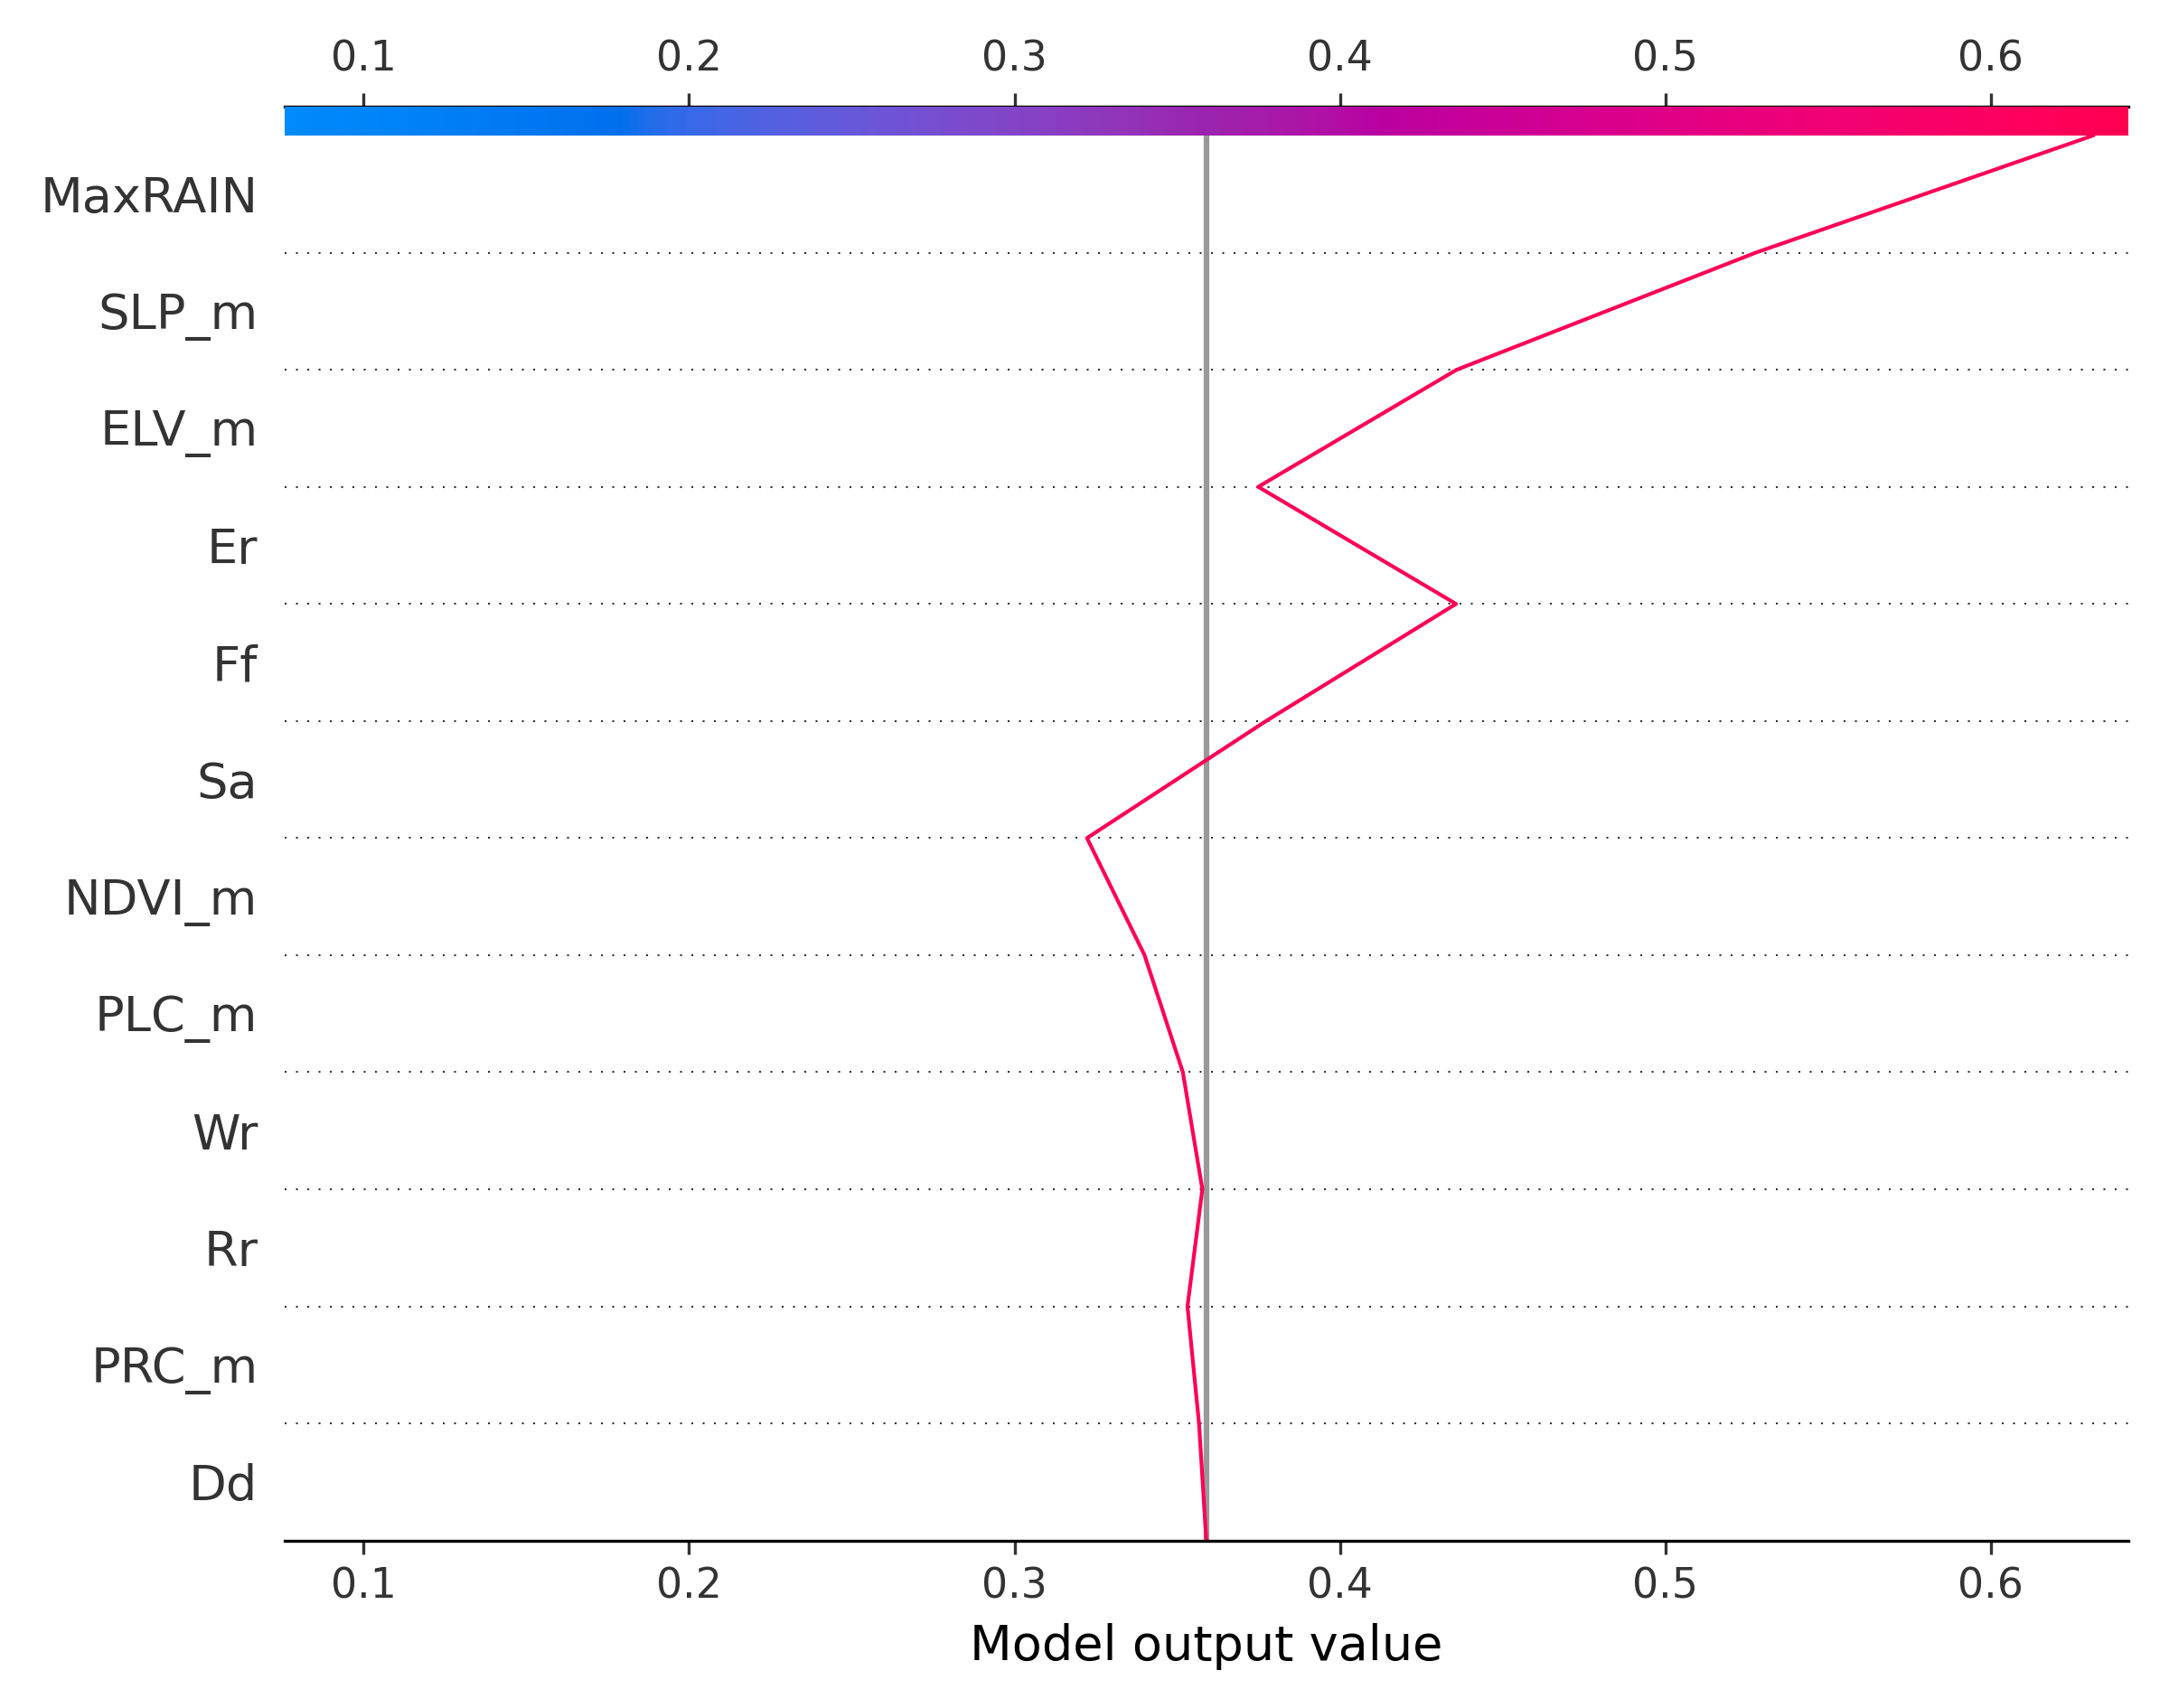 0.1 0.2 0.3 0.4 0.5 0.6
MaxRAIN
SLP_m
ELV_m
Er
Ff
Sa
NDVI_m
PLC_m
Wr
Rr
PRC_m
Dd
0.1 0.2 0.3 0.4 0.5 0.6
Model output value